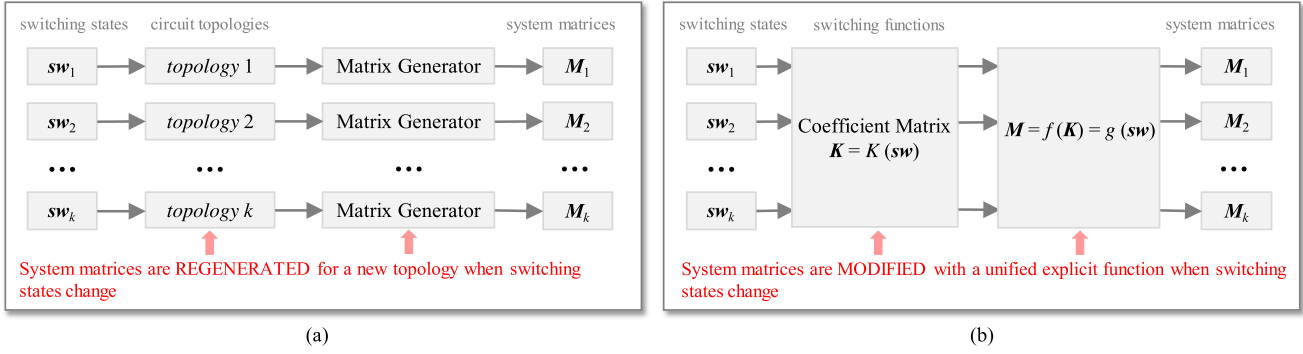 switching states circuit topologies system matrices
sw1 topology 1 Matrix Generator M1
sw2 topology 2 Matrix Generator M2
... ... ... ...
swk topology k Matrix Generator Mk
System matrices are REGENERATED for a new topology when switching
states change
(a)
switching states switching functions system matrices
sw1 M1
sw2 Coefficient Matrix M = f (K) = g (sw) M2
K = K (sw)
... ...
swk Mk
System matrices are MODIFIED with a unified explicit function when switching
states change
(b)